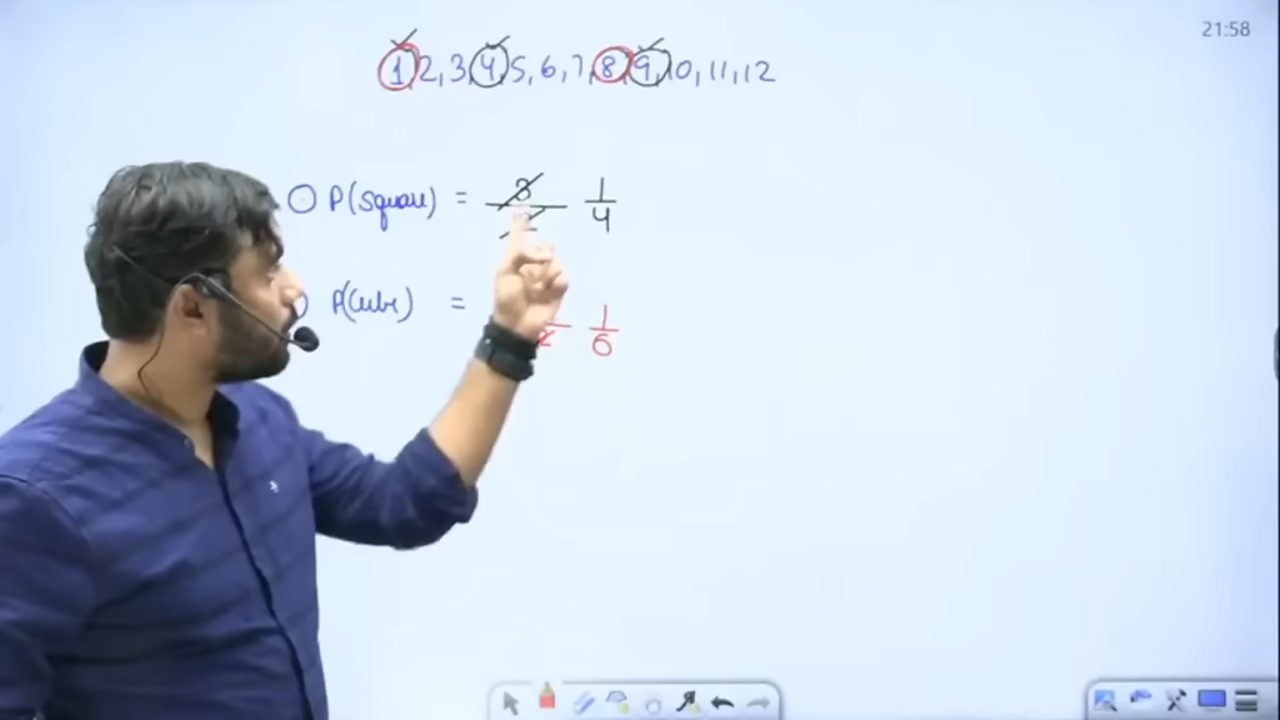 21:58
1, 2, 3, 4, 5, 6, 7, 8, 9, 10, 11, 12
P(Square) = 3/12 1/4
P(Cube) = 1/6